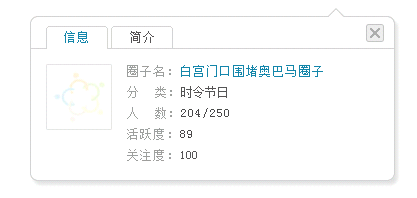 信息 简介
圈子名：白宫门口围堵奥巴马圈子
分 类：时令节日
人 数：204/250
活跃度：89
关注度：100